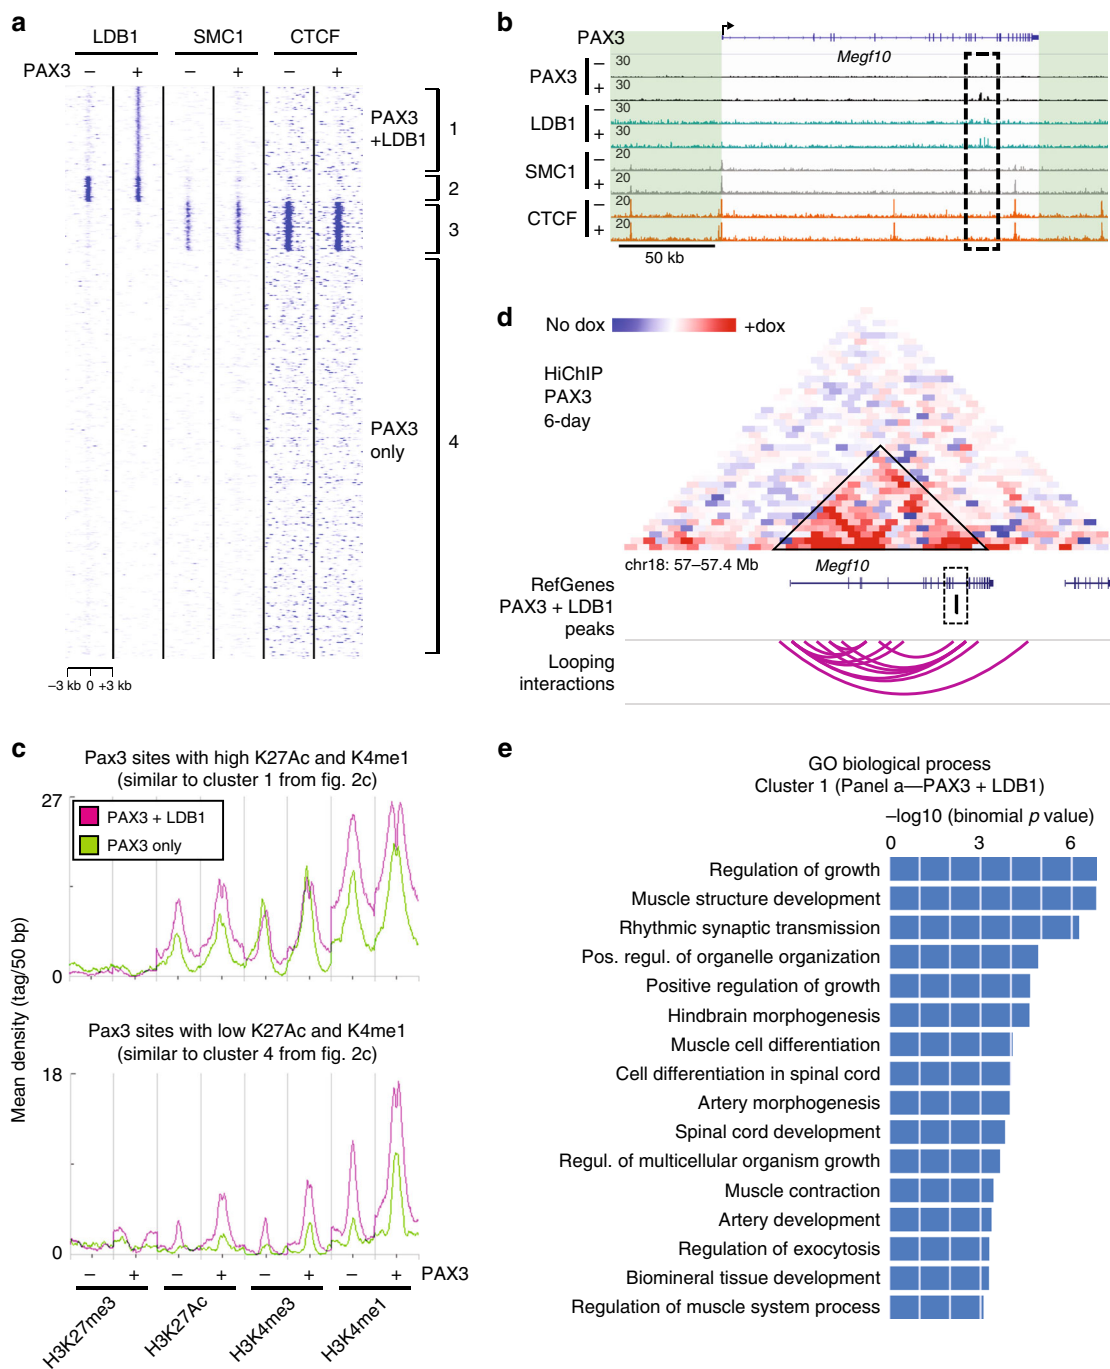 a
LDB1 SMC1 CTCF
PAX3 – + – + – +
PAX3
+LDB1
1
2
3
PAX3
only
4
–3 kb 0 +3 kb
b
PAX3
Megf10
PAX3 – 30
+ 30
LDB1 – 30
+ 30
SMC1 – 20
+ 20
CTCF – 20
+ 20
50 kb
d
No dox +dox
HiChIP
PAX3
6-day
chr18: 57–57.4 Mb Megf10
RefGenes
PAX3 + LDB1
peaks
Looping
interactions
c
Pax3 sites with high K27Ac and K4me1
(similar to cluster 1 from fig. 2c)
27
PAX3 + LDB1
PAX3 only
0
Mean density (tag/50 bp)
Pax3 sites with low K27Ac and K4me1
(similar to cluster 4 from fig. 2c)
18
0
– + – + – + – + PAX3
H3K27me3 H3K27Ac H3K4me3 H3K4me1
e
GO biological process
Cluster 1 (Panel a—PAX3 + LDB1)
–log10 (binomial p value)
0 3 6
Regulation of growth
Muscle structure development
Rhythmic synaptic transmission
Pos. regul. of organelle organization
Positive regulation of growth
Hindbrain morphogenesis
Muscle cell differentiation
Cell differentiation in spinal cord
Artery morphogenesis
Spinal cord development
Regul. of multicellular organism growth
Muscle contraction
Artery development
Regulation of exocytosis
Biomineral tissue development
Regulation of muscle system process